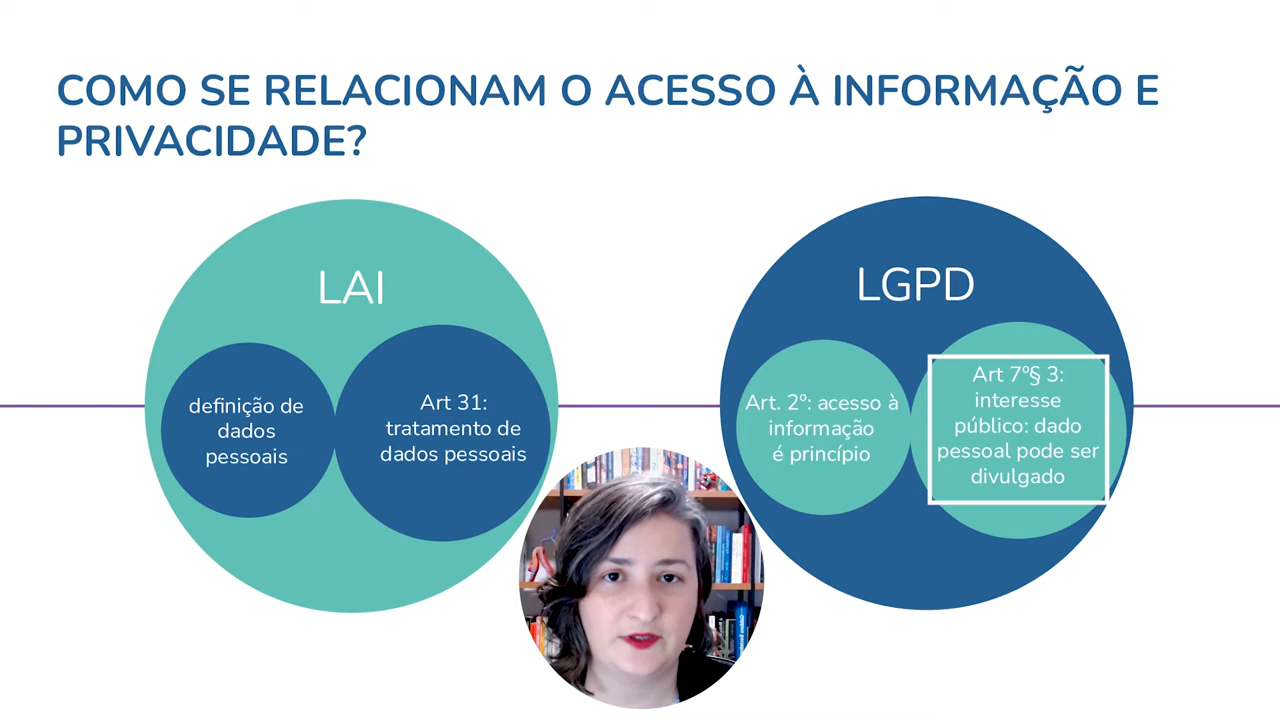 COMO SE RELACIONAM O ACESSO À INFORMAÇÃO E
PRIVACIDADE?
LAI
definição de
dados
pessoais
Art 31:
tratamento de
dados pessoais
LGPD
Art. 2º: acesso à
informação
é princípio
Art 7º§ 3:
interesse
público: dado
pessoal pode ser
divulgado